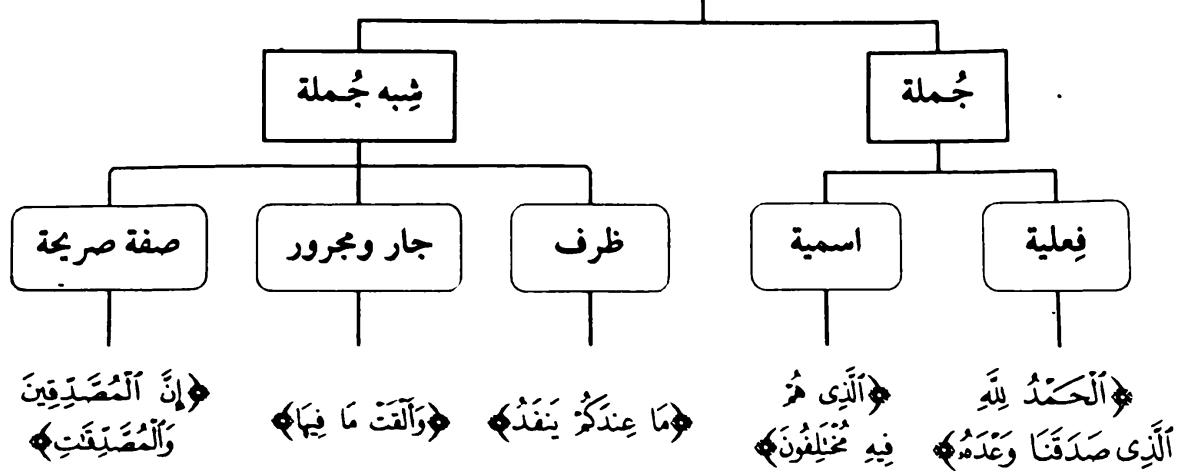 جُملة
شِبه جُملة
فِعلية
اسمية
ظرف
جار ومجرور
صفة صريحة
﴿ٱلْحَمْدُ لِلَّهِ
ٱلَّذِى صَدَقَنَا وَعْدَهُۥ﴾
﴿ٱلَّذِى هُمْ
فِيهِ مُخْتَلِفُونَ﴾
﴿مَا عِندَكُمْ يَنفَدُ﴾
﴿وَأَلْقَتْ مَا فِيهَا﴾
﴿إِنَّ ٱلْمُصَّدِّقِينَ
وَٱلْمُصَّدِّقَٰتِ﴾